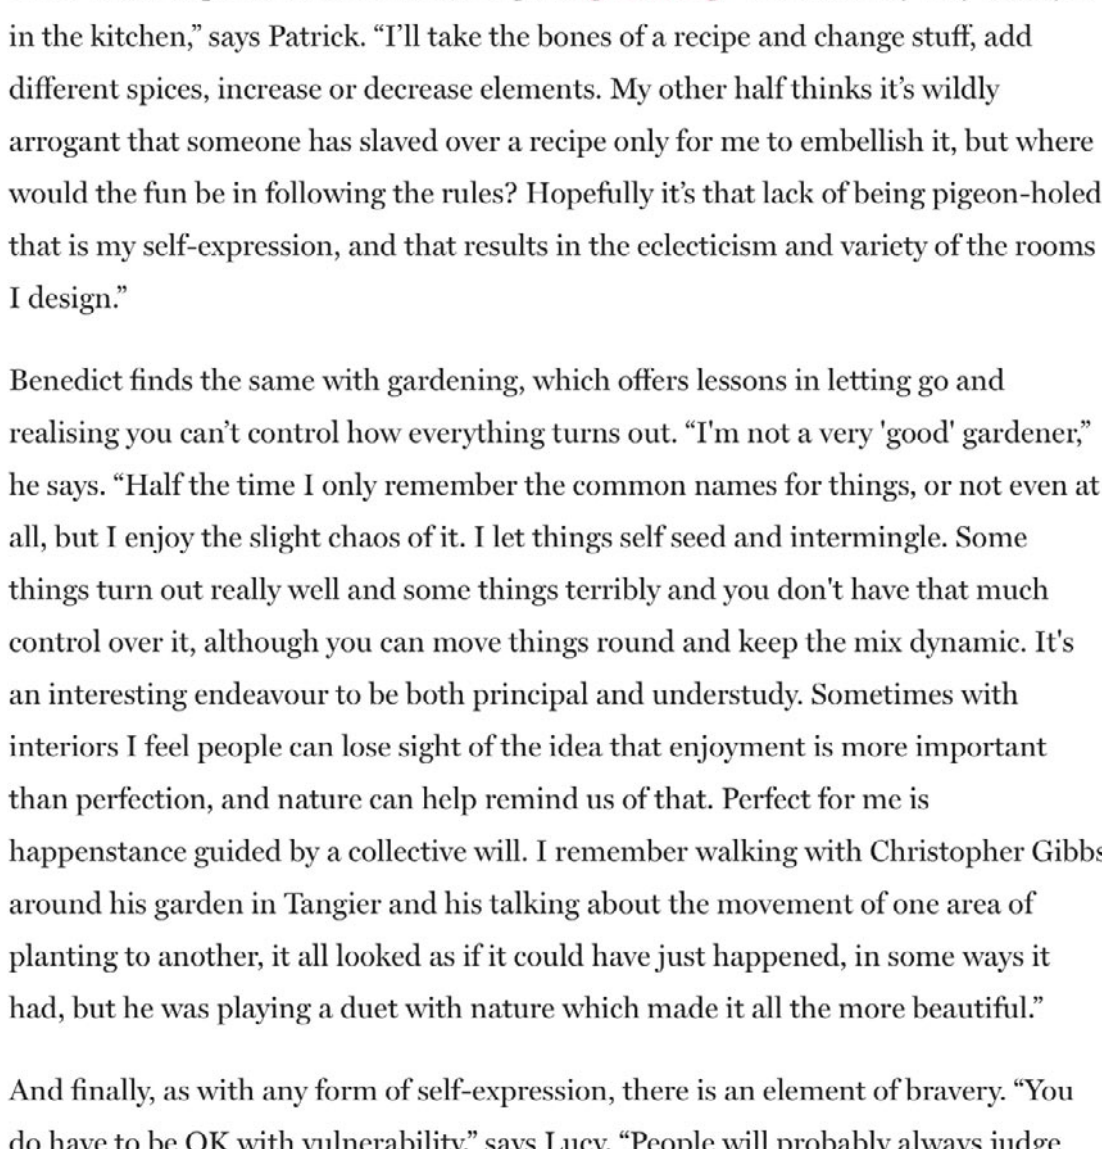 in the kitchen,” says Patrick. “I’ll take the bones of a recipe and change stuff, add
different spices, increase or decrease elements. My other half thinks it’s wildly
arrogant that someone has slaved over a recipe only for me to embellish it, but where
would the fun be in following the rules? Hopefully it’s that lack of being pigeon-holed
that is my self-expression, and that results in the eclecticism and variety of the rooms
I design.”
Benedict finds the same with gardening, which offers lessons in letting go and
realising you can’t control how everything turns out. “I'm not a very 'good' gardener,”
he says. “Half the time I only remember the common names for things, or not even at
all, but I enjoy the slight chaos of it. I let things self seed and intermingle. Some
things turn out really well and some things terribly and you don't have that much
control over it, although you can move things round and keep the mix dynamic. It's
an interesting endeavour to be both principal and understudy. Sometimes with
interiors I feel people can lose sight of the idea that enjoyment is more important
than perfection, and nature can help remind us of that. Perfect for me is
happenstance guided by a collective will. I remember walking with Christopher Gibbs
around his garden in Tangier and his talking about the movement of one area of
planting to another, it all looked as if it could have just happened, in some ways it
had, but he was playing a duet with nature which made it all the more beautiful.”
And finally, as with any form of self-expression, there is an element of bravery. “You
do have to be OK with vulnerability,” says Lucy. “People will probably always judge